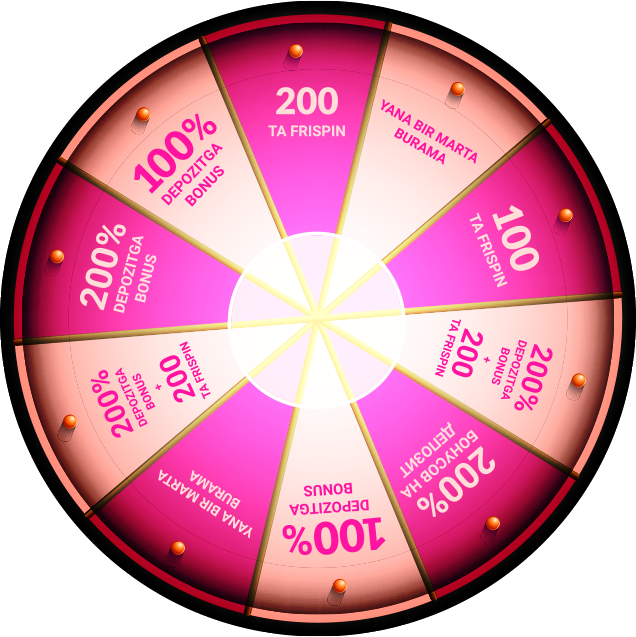 200
TA FRISPIN
YANA BIR MARTA
BURAMA
100
TA FRISPIN
200%
DEPOZITGA
BONUS
+
200
TA FRISPIN
200%
БОНУСОВ НА
ДЕПОЗИТ
100%
DEPOZITGA
BONUS
YANA BIR MARTA
BURAMA
200%
DEPOZITGA
BONUS
+
200
TA FRISPIN
200%
DEPOZITGA
BONUS
100%
DEPOZITGA
BONUS